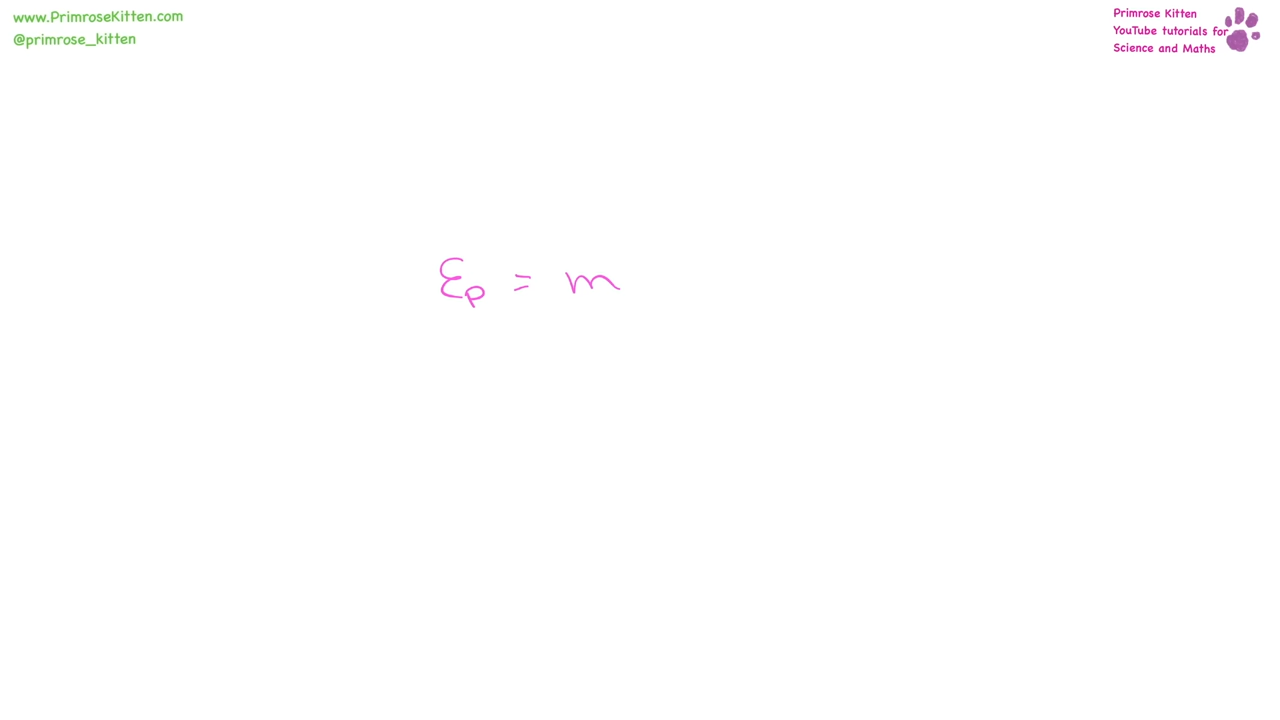 www.PrimroseKitten.com
@primrose_kitten
Primrose Kitten
YouTube tutorials for
Science and Maths
Ep = m